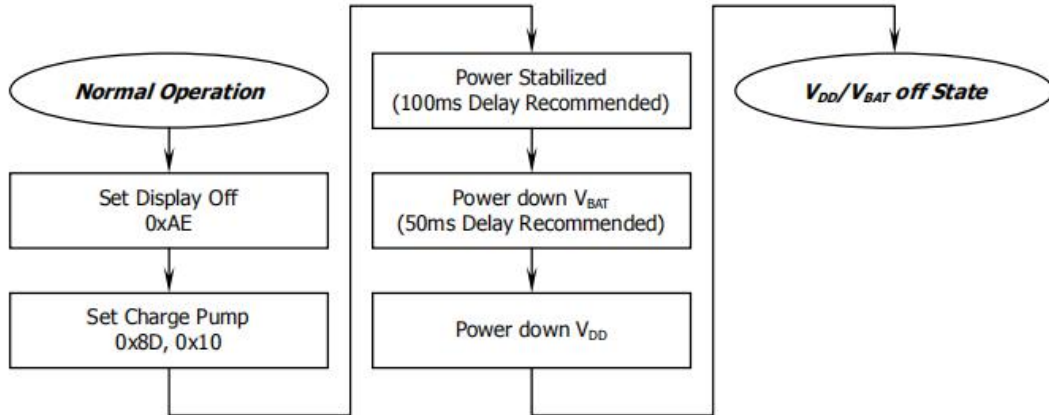 Normal Operation
Set Display Off
0xAE
Set Charge Pump
0x8D, 0x10
Power Stabilized
(100ms Delay Recommended)
Power down VBAT
(50ms Delay Recommended)
Power down VDD
VDD/VBAT off State